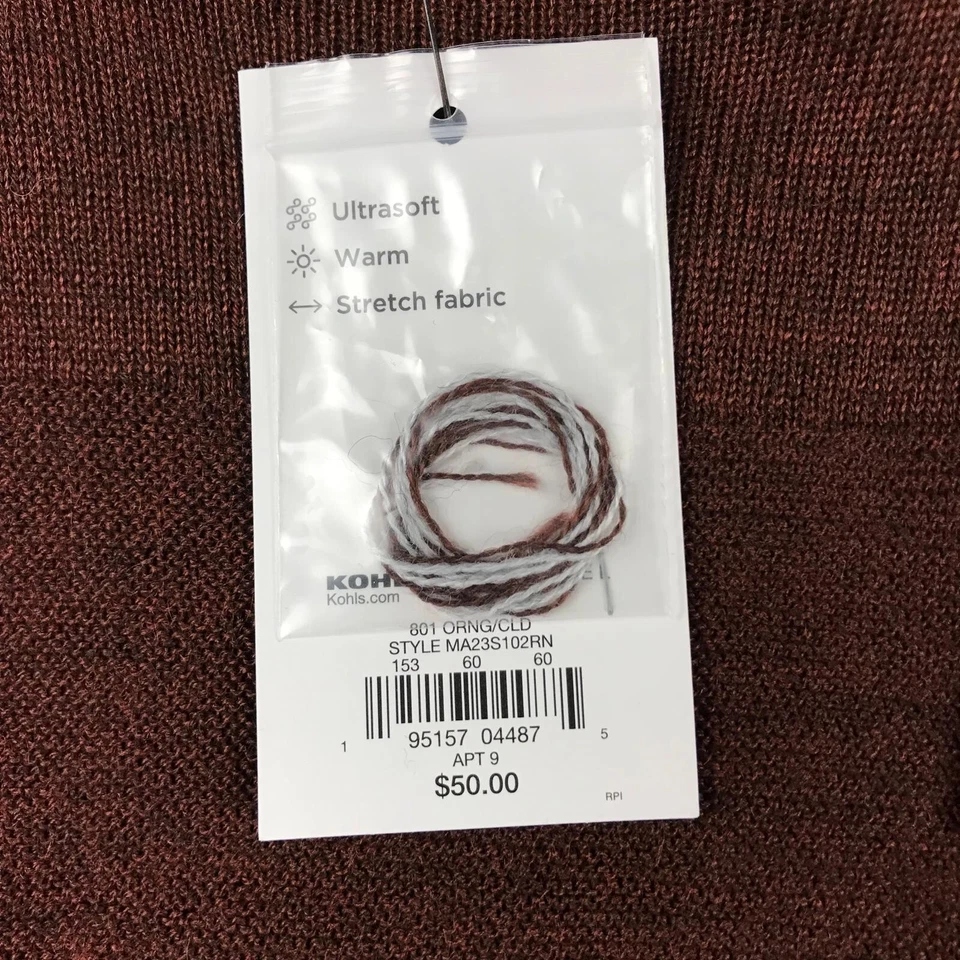 Ultrasoft
Warm
Stretch fabric
KOHL
Kohls.com
801 ORNG/CLD
STYLE MA23S102RN
153 60 60
1 95157 04487 5
APT 9
$50.00
RPI